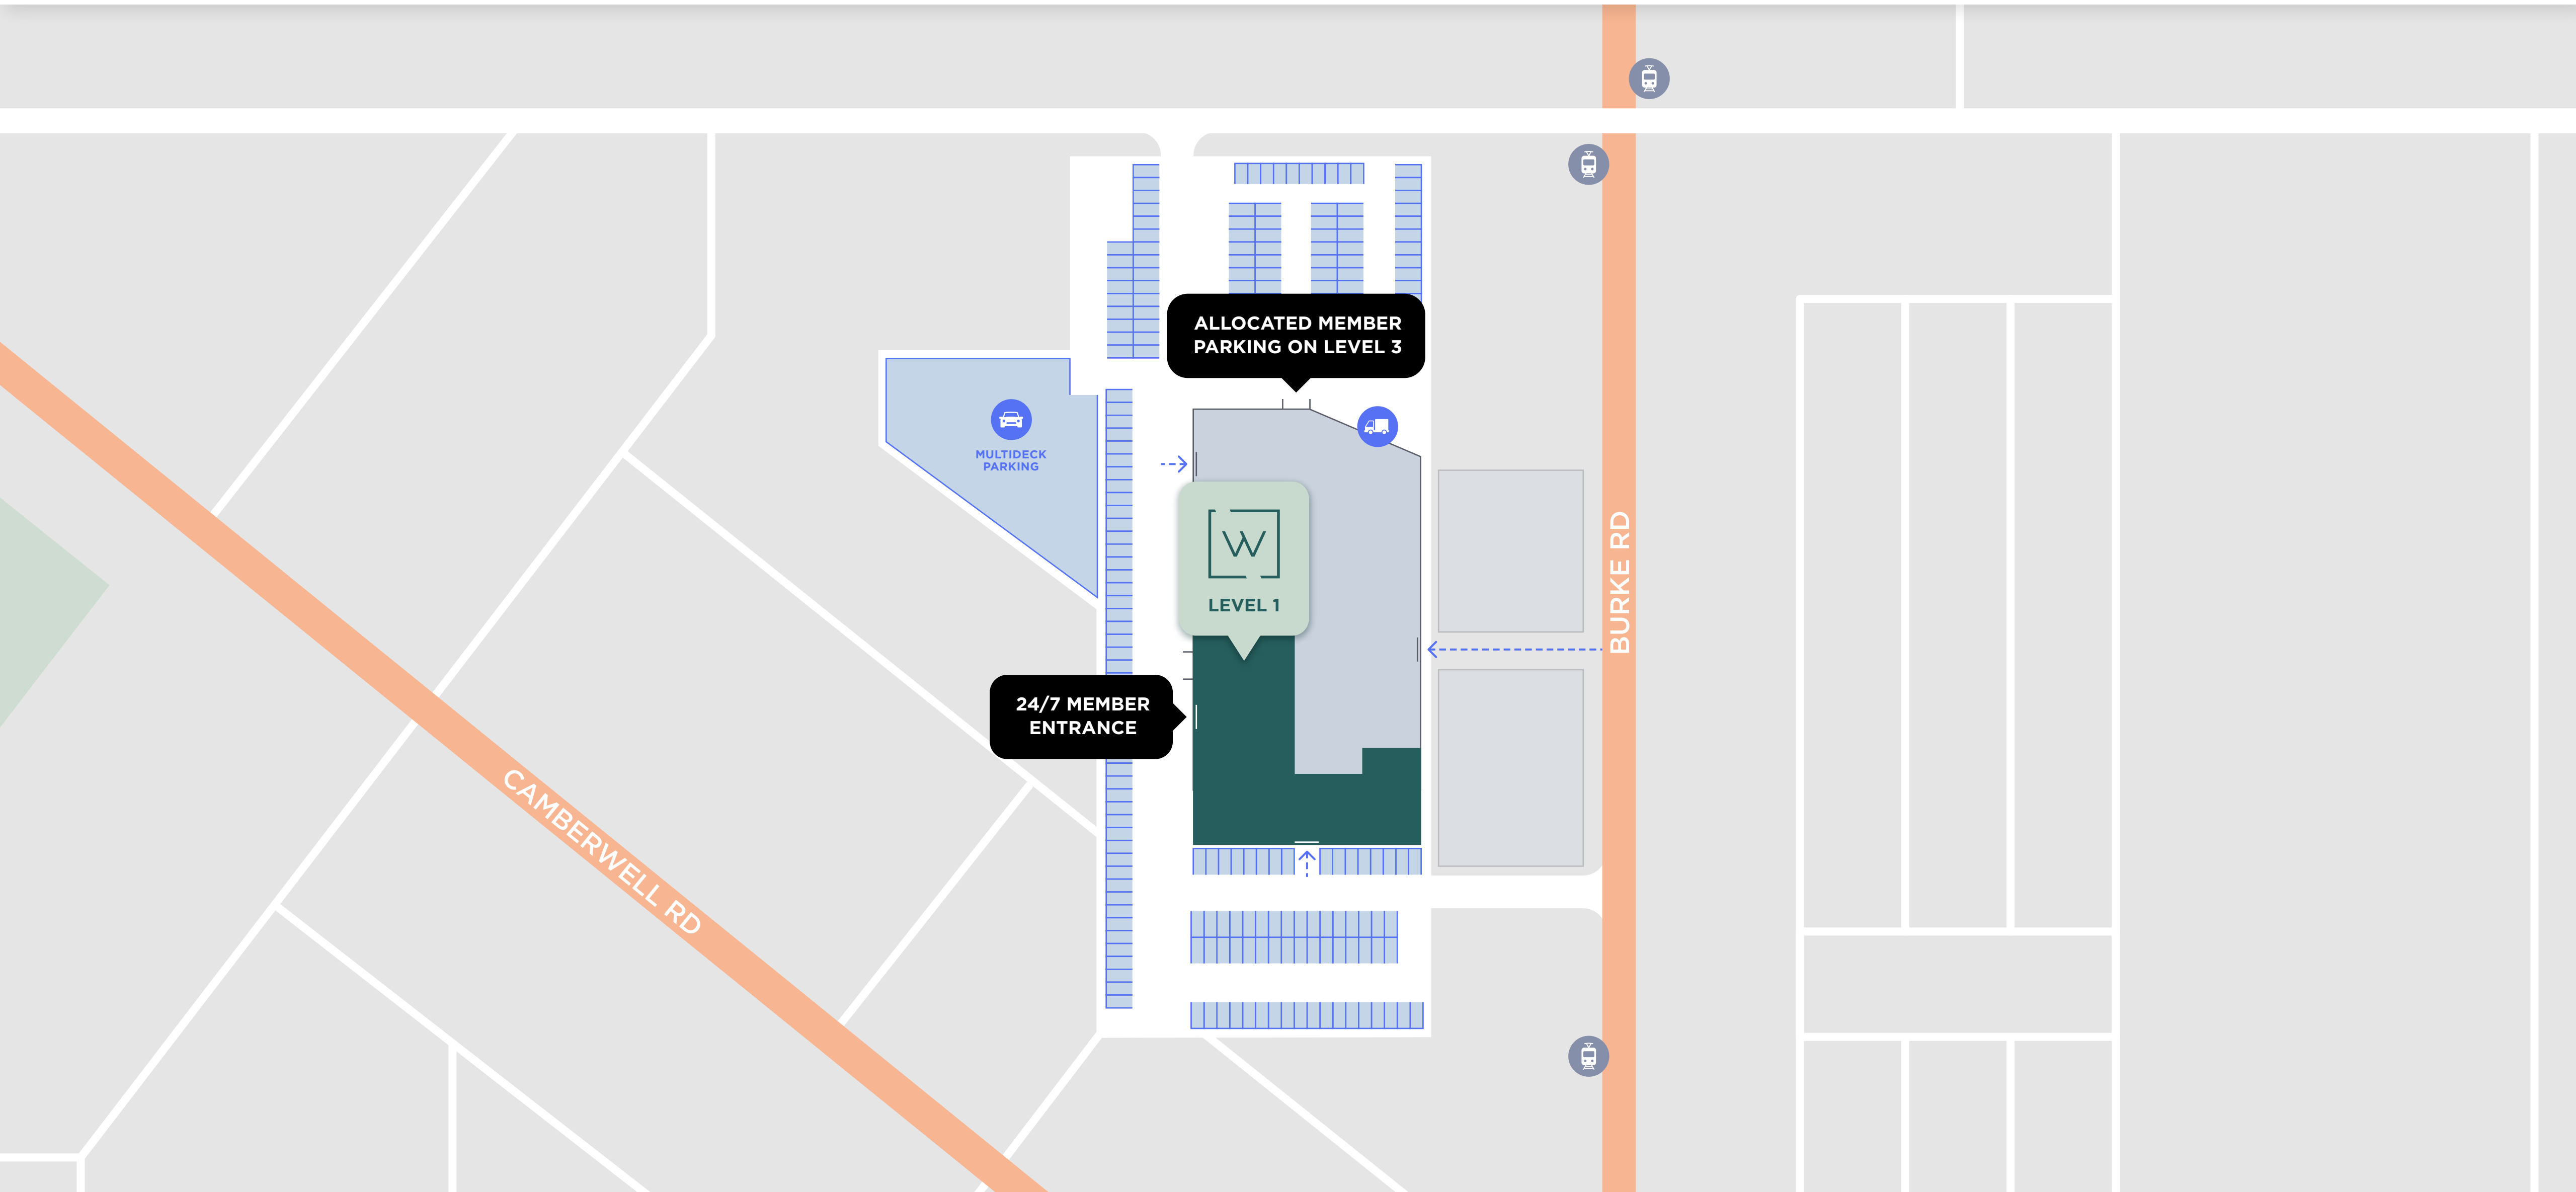 ALLOCATED MEMBER
PARKING ON LEVEL 3
MULTIDECK
PARKING
W
LEVEL 1
BURKE RD
24/7 MEMBER
ENTRANCE
CAMBERWELL RD